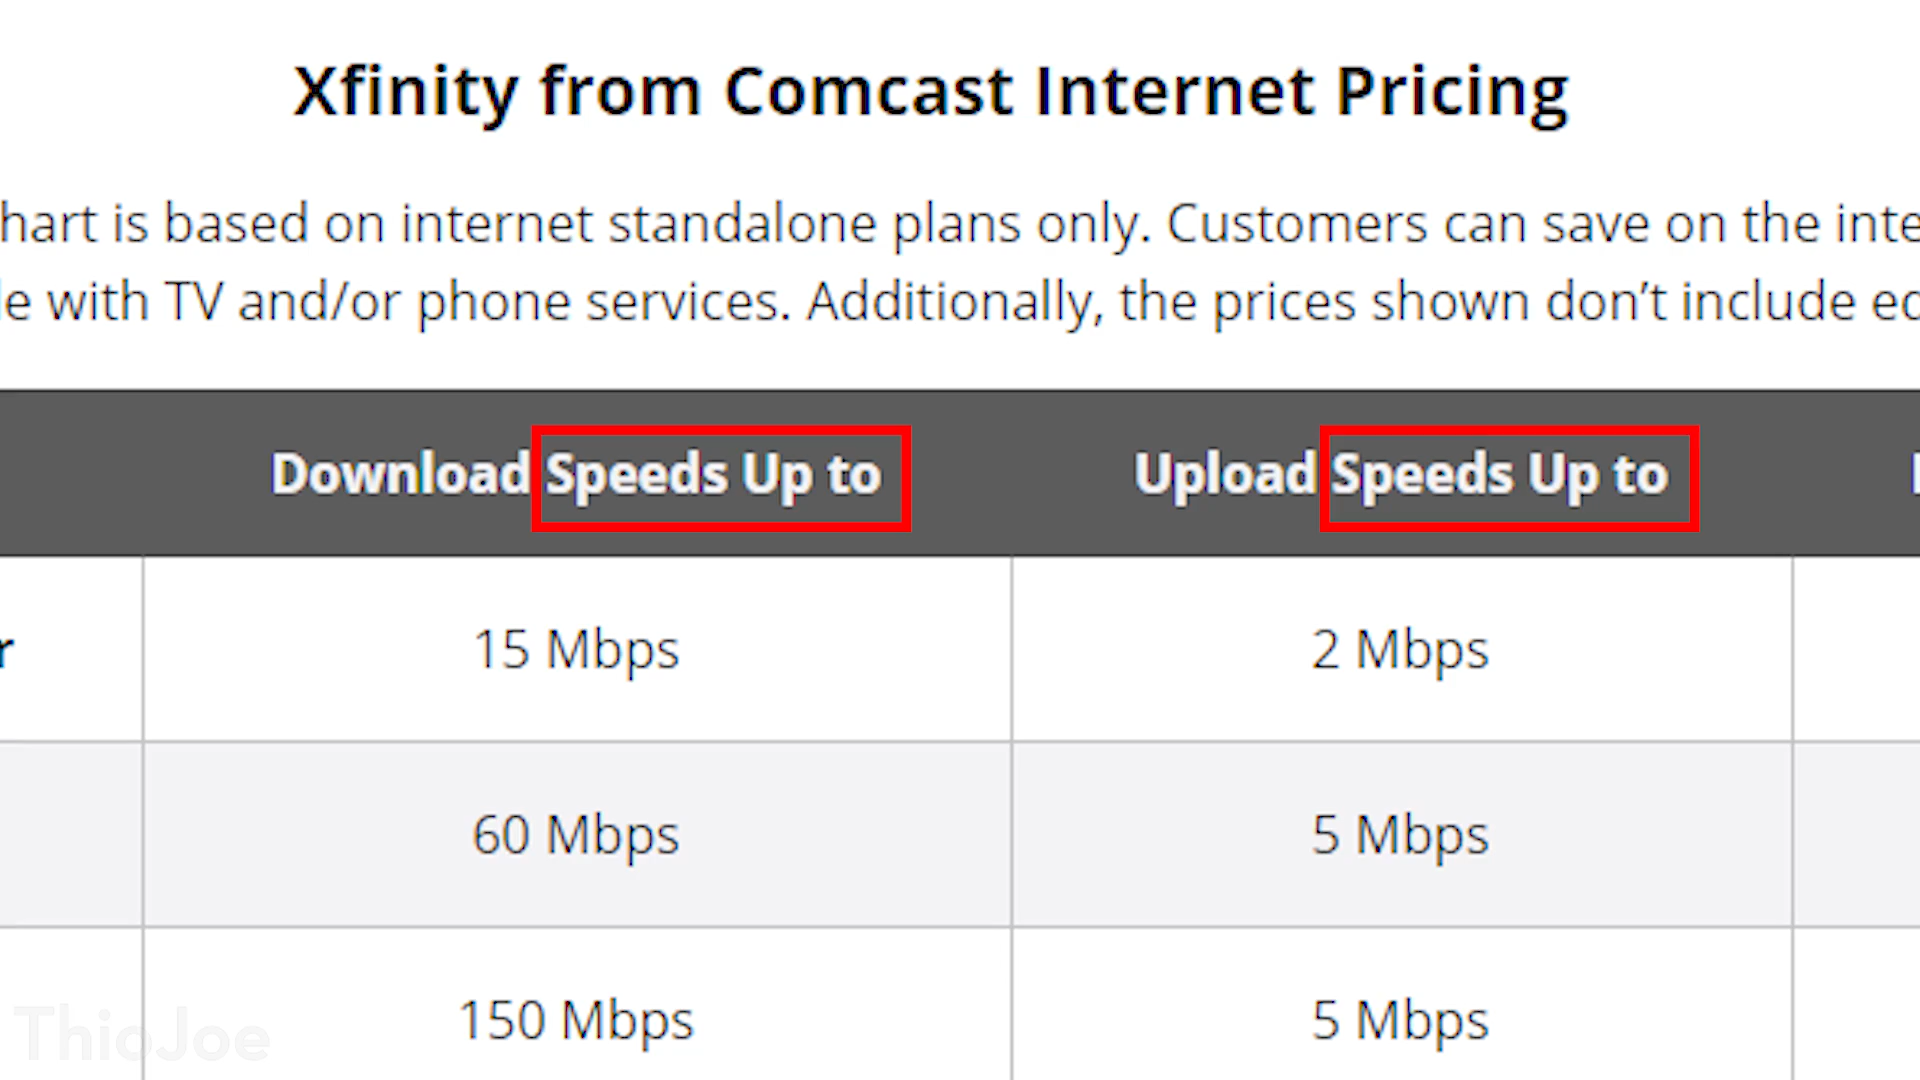 Xfinity from Comcast Internet Pricing
hart is based on internet standalone plans only. Customers can save on the inte
le with TV and/or phone services. Additionally, the prices shown don’t include
Download Speeds Up to Upload Speeds Up to
r 15 Mbps 2 Mbps
60 Mbps 5 Mbps
150 Mbps 5 Mbps
ThioJoe